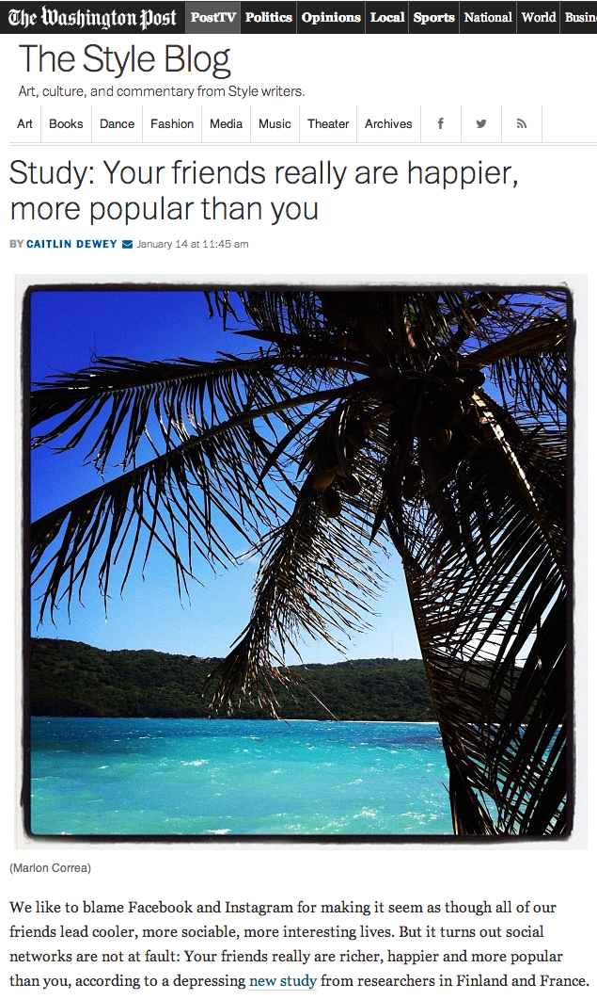 The Washington Post PostTV Politics Opinions Local Sports National World
The Style Blog
Art, culture, and commentary from Style writers.
Art Books Dance Fashion Media Music Theater Archives
Study: Your friends really are happier,
more popular than you
BY CAITLIN DEWEY January 14 at 11:45 am
(Marlon Correa)
We like to blame Facebook and Instagram for making it seem as though all of our
friends lead cooler, more sociable, more interesting lives. But it turns out social
networks are not at fault: Your friends really are richer, happier and more popular
than you, according to a depressing new study from researchers in Finland and France.